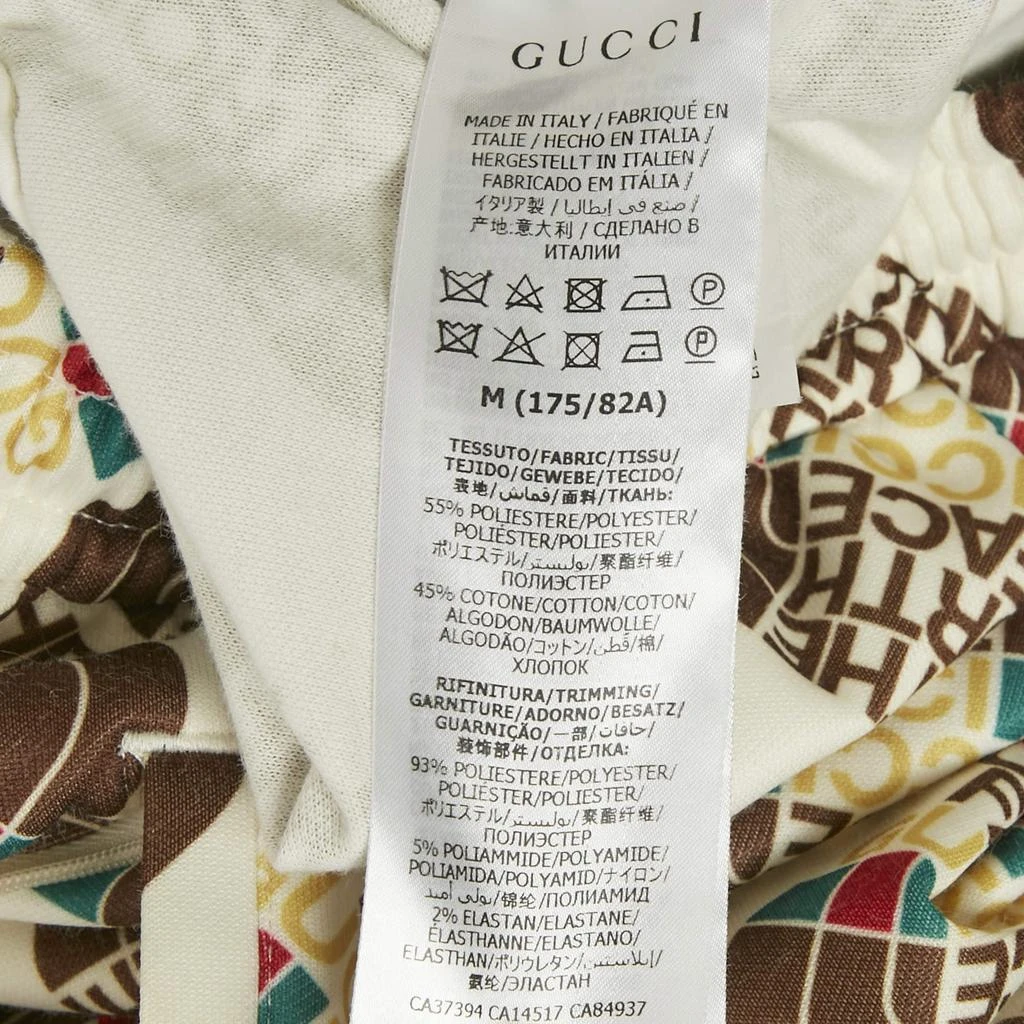 GUCCI
MADE IN ITALY / FABRIQUÉ EN
ITALIE / HECHO EN ITALIA /
HERGESTELLT IN ITALIEN /
FABRICADO EM ITÁLIA /
イタリア製 / صنع في إيطاليا /
产地:意大利 / СДЕЛАНО В
ИТАЛИИ
M (175/82A)
TESSUTO/FABRIC/TISSU/
TEJIDO/GEWEBE/TECIDO/
表地/قماش/面料/ТКАНЬ:
55% POLIESTERE/POLYESTER/
POLIÉSTER/POLIESTER/
ポリエステル/بوليستر/聚酯纤维/
ПОЛИЭСТЕР
45% COTONE/COTTON/COTON/
ALGODON/BAUMWOLLE/
ALGODÃO/コットン/قطن/棉/
ХЛОПОК
RIFINITURA/TRIMMING/
GARNITURE/ADORNO/BESATZ/
GUARNIÇÃO/一部/حافات/
装饰部件/ОТДЕЛКА:
93% POLIESTERE/POLYESTER/
POLIÉSTER/POLIESTER/
ポリエステル/بوليستر/聚酯纤维/
ПОЛИЭСТЕР
5% POLIAMMIDE/POLYAMIDE/
POLIAMIDA/POLYAMID/ナイロン/
بولي أميد/锦纶/ПОЛИАМИД
2% ELASTAN/ELASTANE/
ÉLASTHANNE/ELASTANO/
ELASTHAN/ポリウレタン/إيلاستين/
氨纶/ЭЛАСТАН
CA37394 CA14517 CA84937